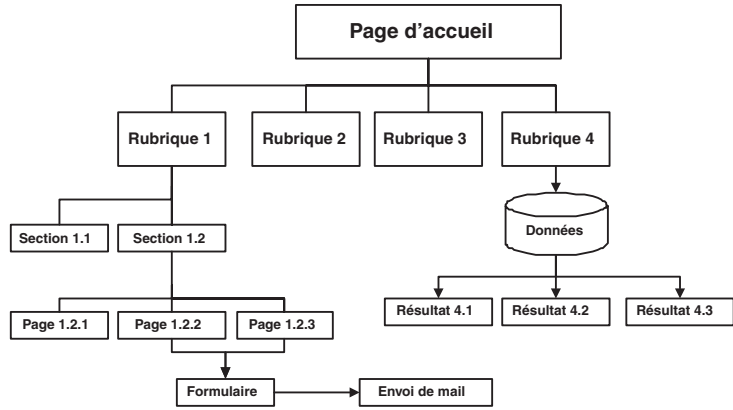 Page d’accueil
Rubrique 1
Rubrique 2
Rubrique 3
Rubrique 4
Section 1.1
Section 1.2
Données
Page 1.2.1
Page 1.2.2
Page 1.2.3
Résultat 4.1
Résultat 4.2
Résultat 4.3
Formulaire
Envoi de mail